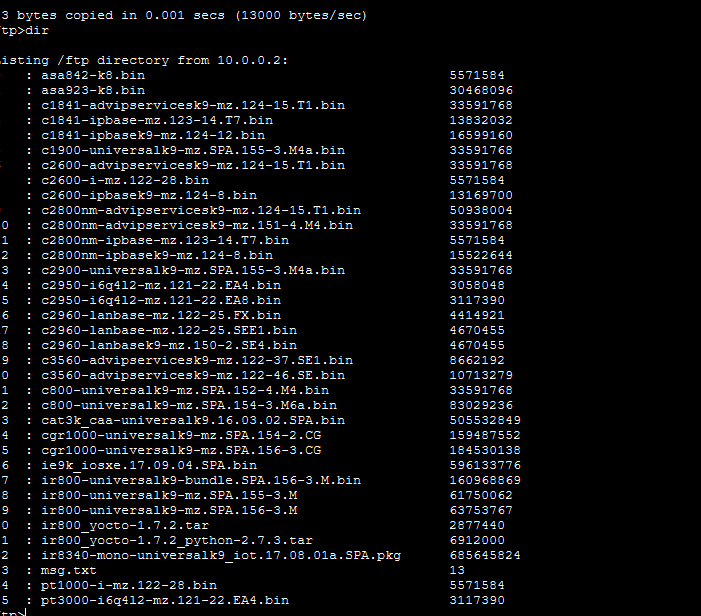 3 bytes copied in 0.001 secs (13000 bytes/sec)
tp>dir
isting /ftp directory from 10.0.0.2:
: asa842-k8.bin 5571584
: asa923-k8.bin 30468096
: c1841-advipservicesk9-mz.124-15.T1.bin 33591768
: c1841-ipbase-mz.123-14.T7.bin 13832032
: c1841-ipbasek9-mz.124-12.bin 16599160
: c1900-universalk9-mz.SPA.155-3.M4a.bin 33591768
: c2600-advipservicesk9-mz.124-15.T1.bin 33591768
: c2600-i-mz.122-28.bin 5571584
: c2600-ipbasek9-mz.124-8.bin 13169700
: c2800nm-advipservicesk9-mz.124-15.T1.bin 50938004
0 : c2800nm-advipservicesk9-mz.151-4.M4.bin 33591768
1 : c2800nm-ipbase-mz.123-14.T7.bin 5571584
2 : c2800nm-ipbasek9-mz.124-8.bin 15522644
3 : c2900-universalk9-mz.SPA.155-3.M4a.bin 33591768
4 : c2950-i6q4l2-mz.121-22.EA4.bin 3058048
5 : c2950-i6q4l2-mz.121-22.EA8.bin 3117390
6 : c2960-lanbase-mz.122-25.FX.bin 4414921
7 : c2960-lanbase-mz.122-25.SEE1.bin 4670455
8 : c2960-lanbasek9-mz.150-2.SE4.bin 4670455
9 : c3560-advipservicesk9-mz.122-37.SE1.bin 8662192
0 : c3560-advipservicesk9-mz.122-46.SE.bin 10713279
1 : c800-universalk9-mz.SPA.152-4.M4.bin 33591768
2 : c800-universalk9-mz.SPA.154-3.M6a.bin 83029236
3 : cat3k_caa-universalk9.16.03.02.SPA.bin 505532849
4 : cgr1000-universalk9-mz.SPA.154-2.CG 159487552
5 : cgr1000-universalk9-mz.SPA.156-3.CG 184530138
6 : ie9k_iosxe.17.09.04.SPA.bin 596133776
7 : ir800-universalk9-bundle.SPA.156-3.M.bin 160968869
8 : ir800-universalk9-mz.SPA.155-3.M 61750062
9 : ir800-universalk9-mz.SPA.156-3.M 63753767
0 : ir800_yocto-1.7.2.tar 2877440
1 : ir800_yocto-1.7.2_python-2.7.3.tar 6912000
2 : ir8340-mono-universalk9_iot.17.08.01a.SPA.pkg 685645824
3 : msg.txt 13
4 : pt1000-i-mz.122-28.bin 5571584
5 : pt3000-i6q4l2-mz.121-22.EA4.bin 3117390
tp>